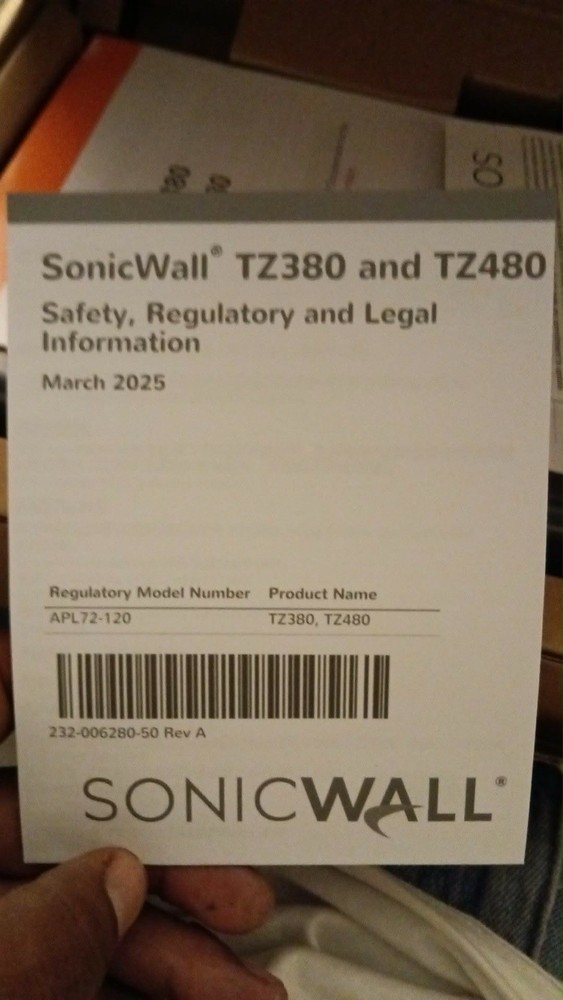 SonicWall® TZ380 and TZ480
Safety, Regulatory and Legal
Information
March 2025
Regulatory Model Number Product Name
APL72-120 TZ380, TZ480
232-006280-50 Rev A
SONICWALL®